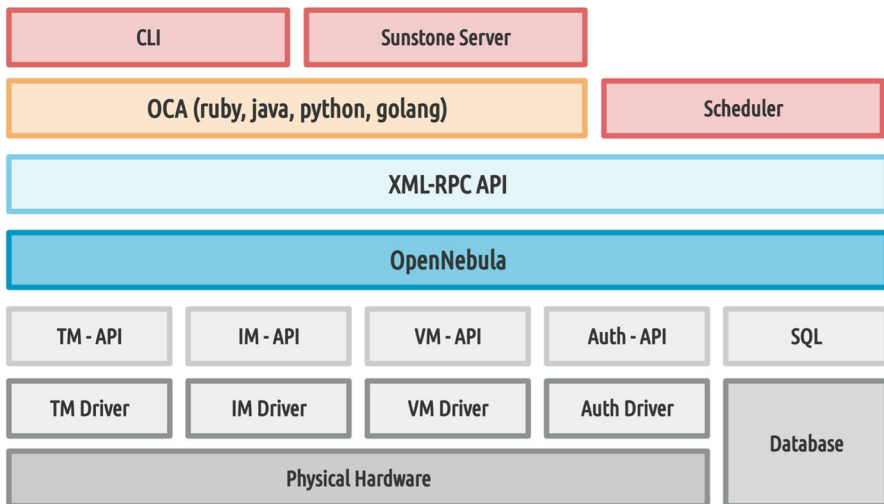 CLI
Sunstone Server
OCA (ruby, java, python, golang)
Scheduler
XML-RPC API
OpenNebula
TM - API
IM - API
VM - API
Auth - API
SQL
TM Driver
IM Driver
VM Driver
Auth Driver
Database
Physical Hardware